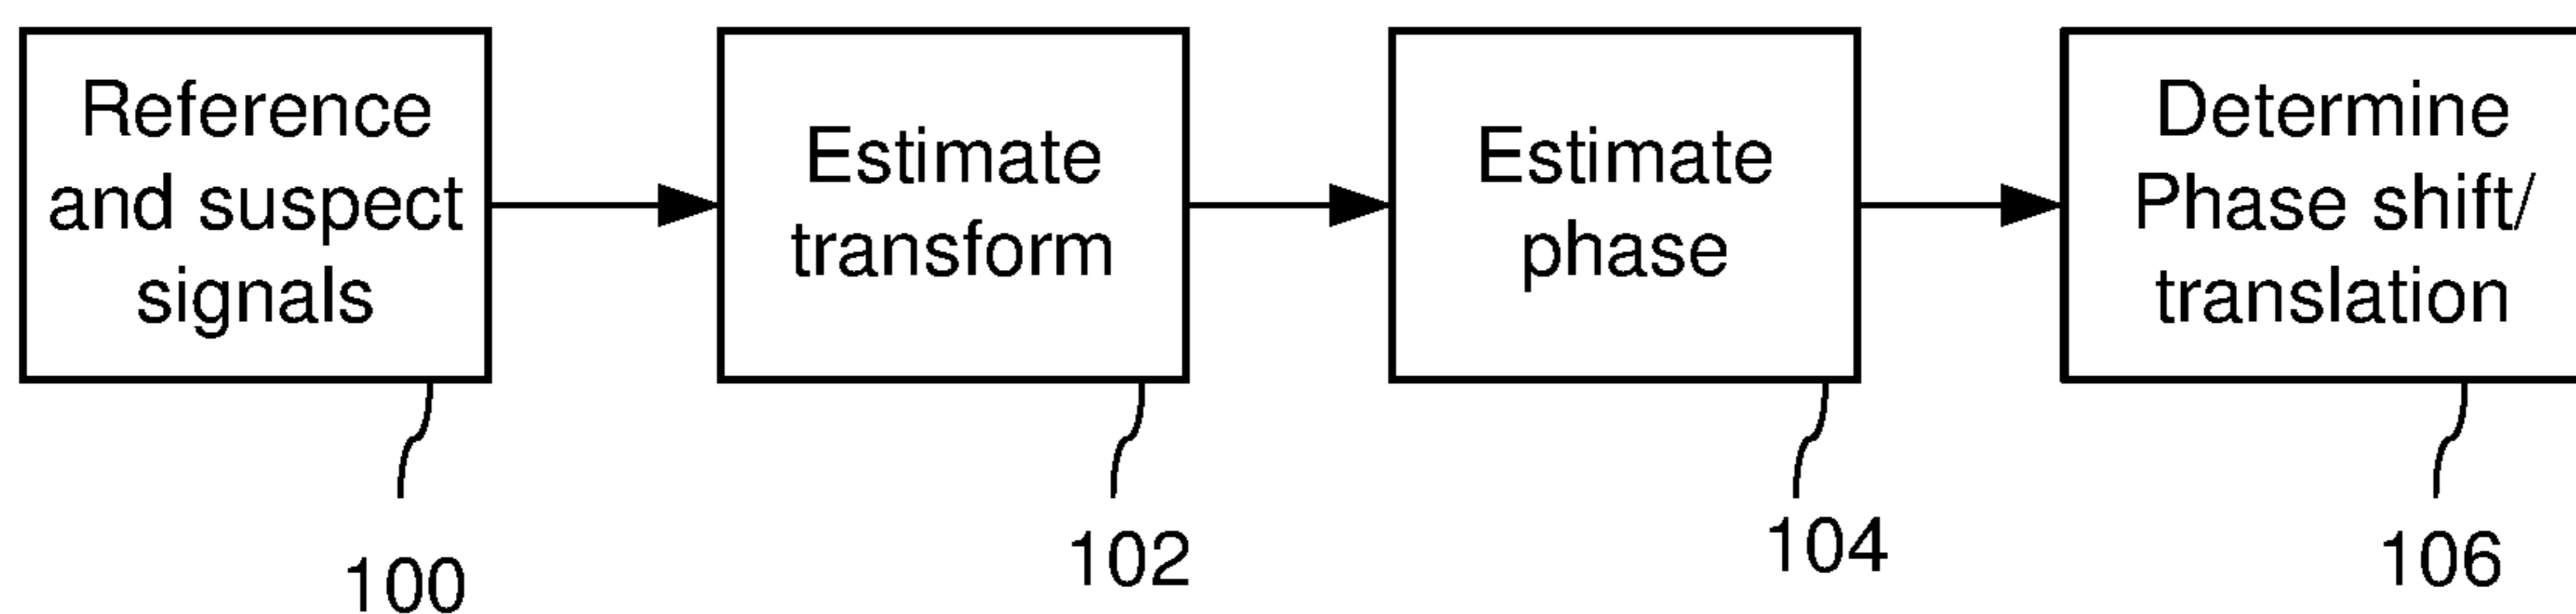 Reference
and suspect
signals
Estimate
transform
Estimate
phase
Determine
Phase shift/
translation
100
102
104
106